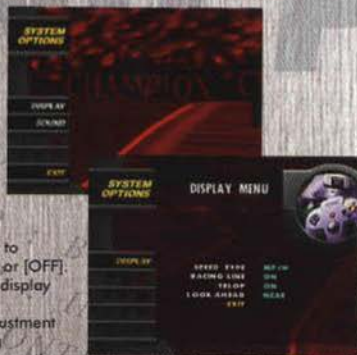 SYSTEM
OPTIONS
DISPLAY
SOUND
EXIT
SYSTEM
OPTIONS
DISPLAY MENU
DISPLAY
SPEED TYPE
RACING LINE ON
TELOP ON
LOOK-AHEAD NEAR
EXIT
to
or [OFF].
display
ustment